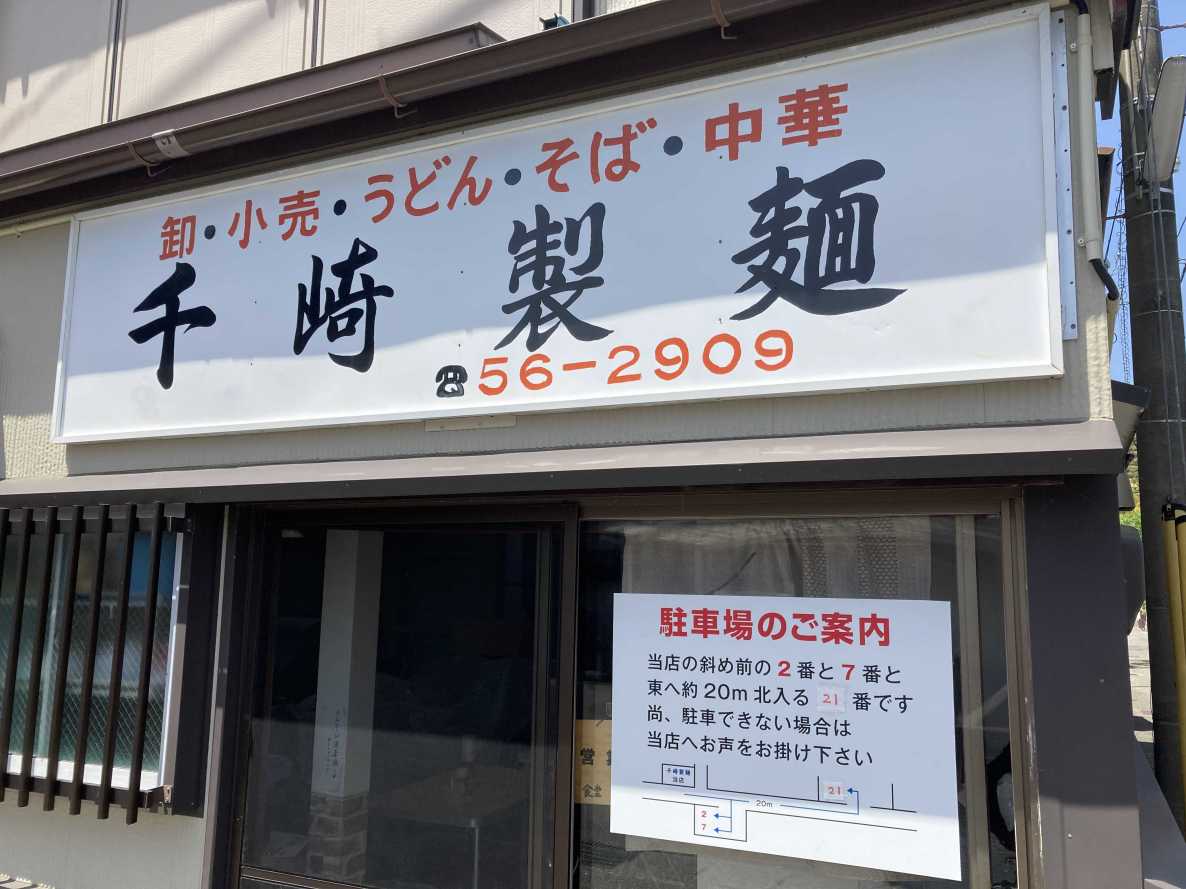 卸・小売・うどん・そば・中華
千崎製麺
☎56-2909
駐車場のご案内
当店の斜め前の2番と7番と
東へ約20m北入る 21 番です
尚、駐車できない場合は
当店へお声をお掛け下さい
千崎製麺
当店
21
20m
2
7
営